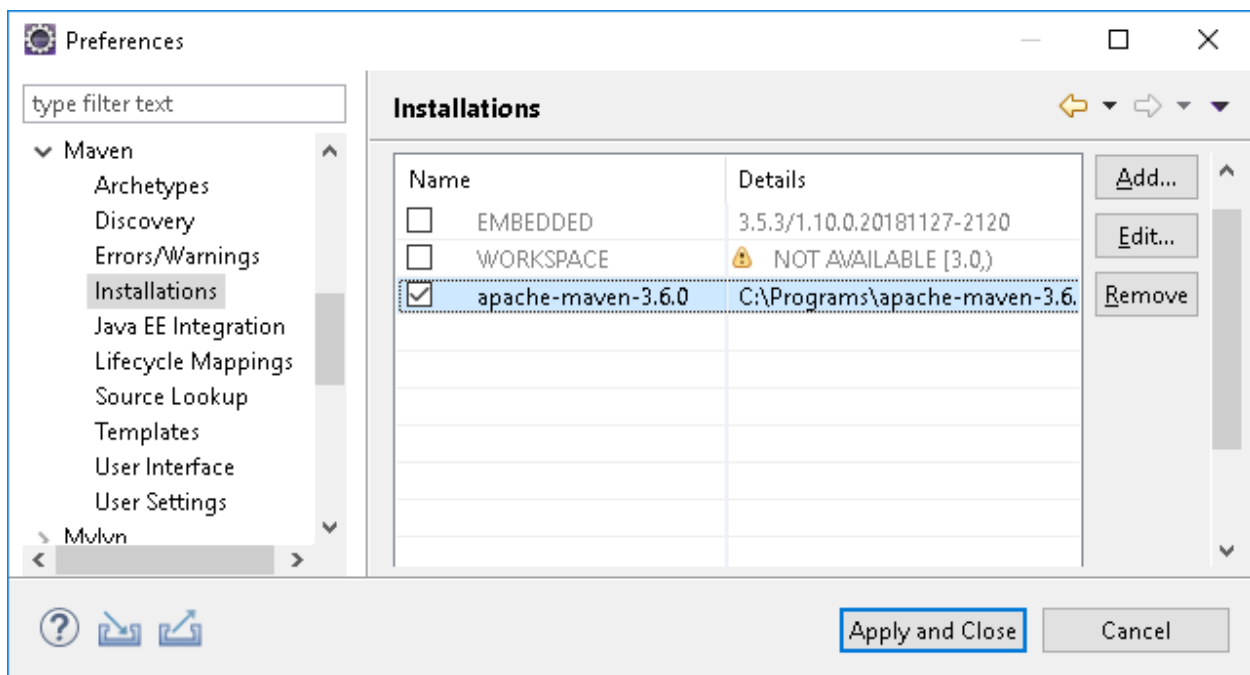 Preferences
type filter text
Installations
Maven
Archetypes
Discovery
Errors/Warnings
Installations
Java EE Integration
Lifecycle Mappings
Source Lookup
Templates
User Interface
User Settings
Mylyn
Name Details
EMBEDDED 3.5.3/1.10.0.20181127-2120
WORKSPACE NOT AVAILABLE [3.0,)
apache-maven-3.6.0 C:\Programs\apache-maven-3.6.
Add...
Edit...
Remove
Apply and Close
Cancel